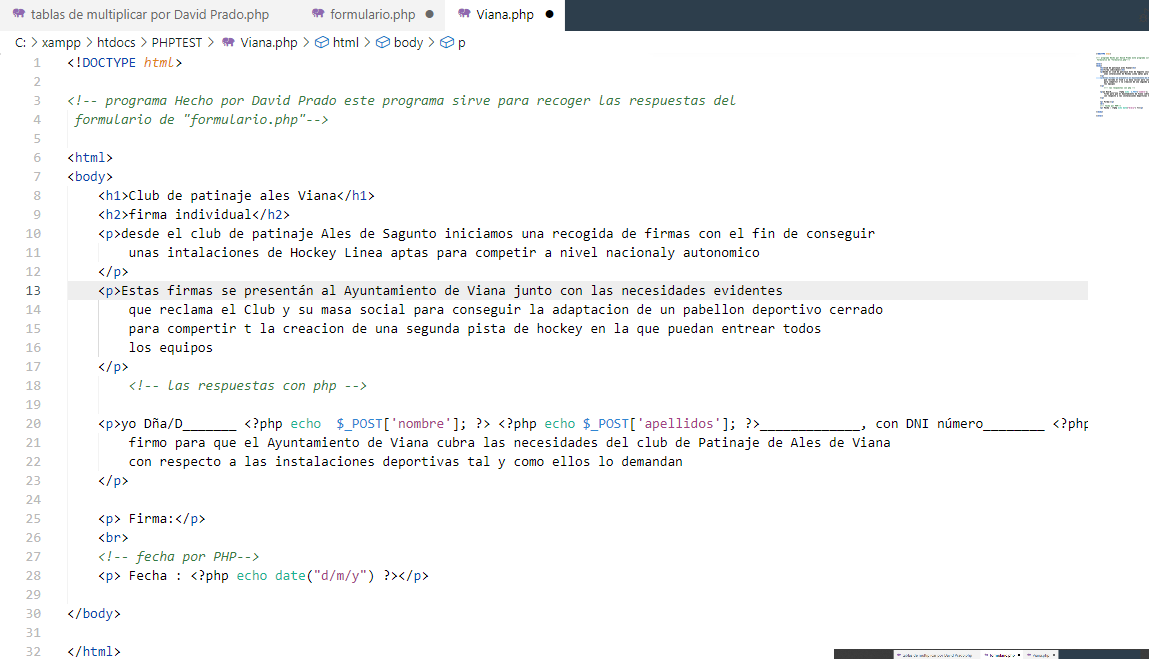 tablas de multiplicar por David Prado.php formulario.php Viana.php
C: > xampp > htdocs > PHPTEST > Viana.php > html > body > p
1 <!DOCTYPE html>
2
3 <!-- programa Hecho por David Prado este programa sirve para recoger las respuestas del
4 formulario de "formulario.php"-->
5
6 <html>
7 <body>
8 <h1>Club de patinaje ales Viana</h1>
9 <h2>firma individual</h2>
10 <p>desde el club de patinaje Ales de Sagunto iniciamos una recogida de firmas con el fin de conseguir
11 unas intalaciones de Hockey Linea aptas para competir a nivel nacionaly autonomico
12 </p>
13 <p>Estas firmas se presentán al Ayuntamiento de Viana junto con las necesidades evidentes
14 que reclama el Club y su masa social para conseguir la adaptacion de un pabellon deportivo cerrado
15 para compertir t la creacion de una segunda pista de hockey en la que puedan entrear todos
16 los equipos
17 </p>
18 <!-- las respuestas con php -->
19
20 <p>yo Dña/D_______ <?php echo  $_POST['nombre']; ?> <?php echo $_POST['apellidos']; ?>_____________, con DNI número________ <?php
21 firmo para que el Ayuntamiento de Viana cubra las necesidades del club de Patinaje de Ales de Viana
22 con respecto a las instalaciones deportivas tal y como ellos lo demandan
23 </p>
24
25 <p> Firma:</p>
26 <br>
27 <!-- fecha por PHP-->
28 <p> Fecha : <?php echo date("d/m/y") ?></p>
29
30 </body>
31
32 </html>
tablas de multiplicar por David Prado.php formulario.php Viana.php